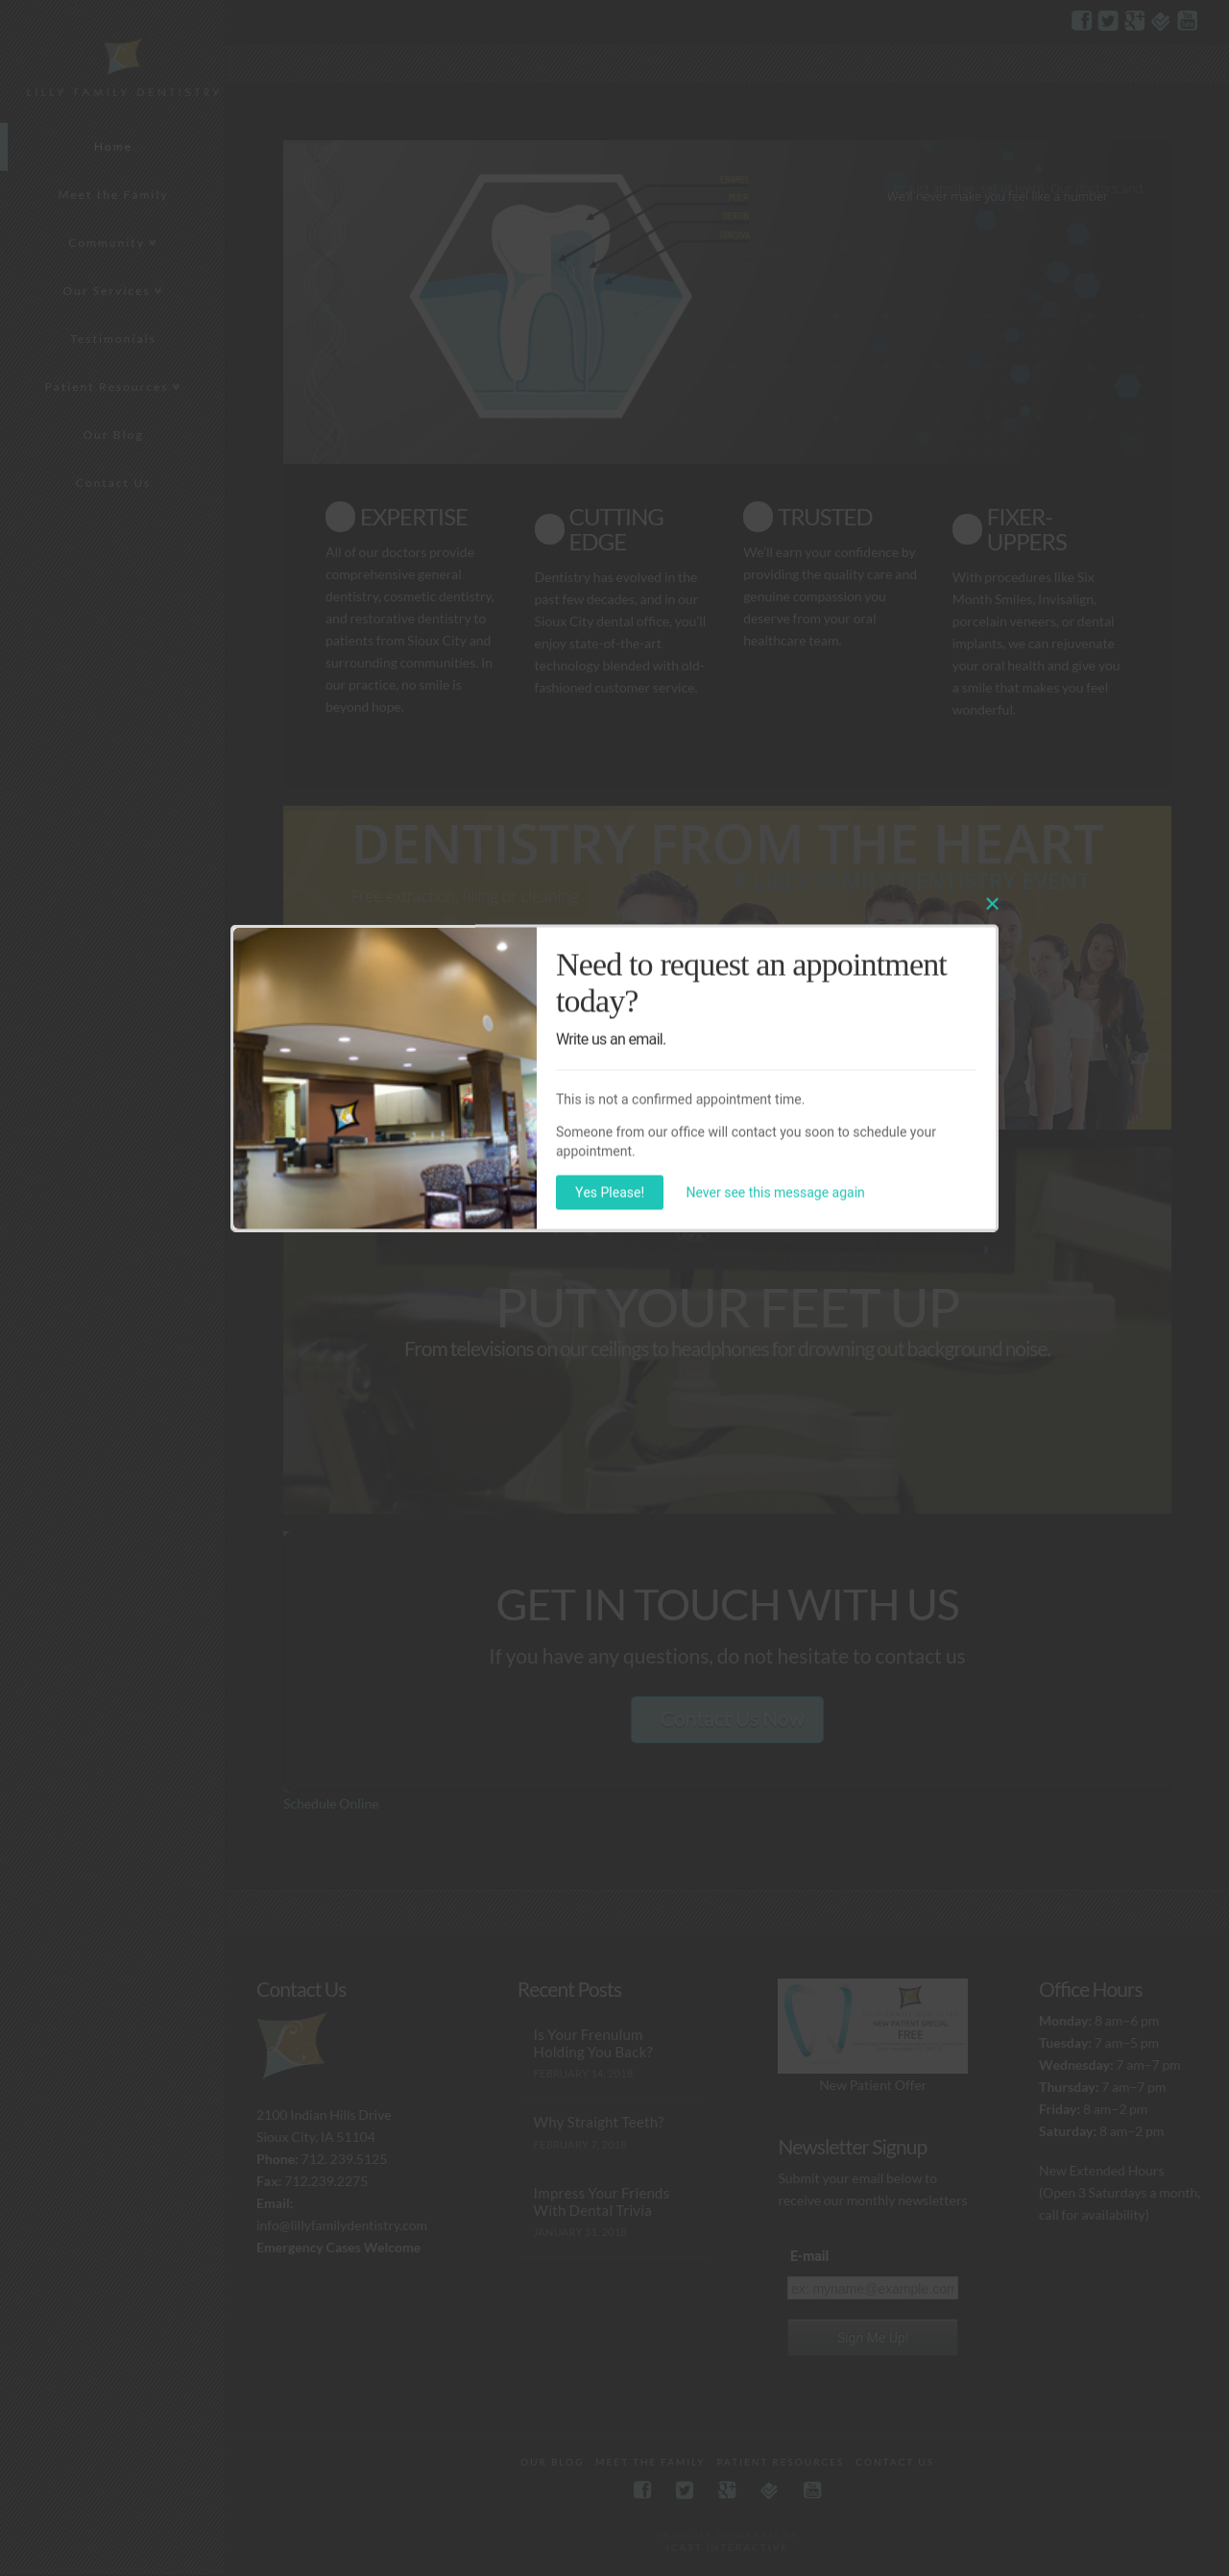 LILLY FAMILY DENTISTRY
Home
Meet the Family
Community
Our Services
Testimonials
Patient Resources
Our Blog
Contact Us
ENAMEL
PULP
DENTIN
GINGIVA
We'll never make you feel like a number
EXPERTISE
All of our doctors provide
comprehensive general
dentistry, cosmetic dentistry,
and restorative dentistry to
patients from Sioux City and
surrounding communities. In
our practice, no smile is
beyond hope.
CUTTING
EDGE
Dentistry has evolved in the
past few decades, and in our
Sioux City dental office, you'll
enjoy state-of-the-art
technology blended with old-
fashioned customer service.
TRUSTED
We'll earn your confidence by
providing the quality care and
genuine compassion you
deserve from your oral
healthcare team.
FIXER-
UPPERS
With procedures like Six
Month Smiles, Invisalign,
porcelain veneers, or dental
implants, we can rejuvenate
your oral health and give you
a smile that makes you feel
wonderful.
DENTISTRY FROM THE HEART
A LILLY FAMILY DENTISTRY EVENT
Free extraction, filling or cleaning
Need to request an appointment
today?
Write us an email.
This is not a confirmed appointment time.
Someone from our office will contact you soon to schedule your
appointment.
Yes Please!
Never see this message again
PUT YOUR FEET UP
From televisions on our ceilings to headphones for drowning out background noise.
GET IN TOUCH WITH US
If you have any questions, do not hesitate to contact us
Contact Us Now
Schedule Online
Contact Us
2100 Indian Hills Drive
Sioux City, IA 51104
Phone: 712. 239.5125
Fax: 712.239.2275
Email:
info@lillyfamilydentistry.com
Emergency Cases Welcome
Recent Posts
Is Your Frenulum
Holding You Back?
FEBRUARY 14, 2018
Why Straight Teeth?
FEBRUARY 7, 2018
Impress Your Friends
With Dental Trivia
JANUARY 31, 2018
NEW PATIENT SPECIAL
FREE
New Patient Offer
Newsletter Signup
Submit your email below to
receive our monthly newsletters
E-mail
ex: myname@example.com
Sign Me Up!
Office Hours
Monday: 8 am–6 pm
Tuesday: 7 am–5 pm
Wednesday: 7 am–7 pm
Thursday: 7 am–7 pm
Friday: 8 am–2 pm
Saturday: 8 am–2 pm
New Extended Hours
(Open 3 Saturdays a month,
call for availability)
OUR BLOG MEET THE FAMILY PATIENT RESOURCES CONTACT US
ICATT INTERACTIVE